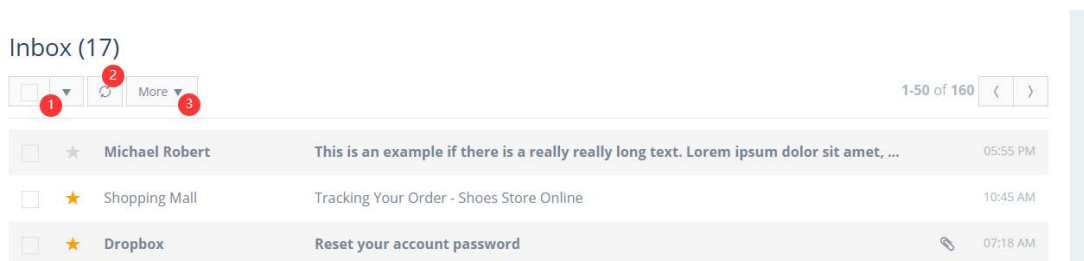 Inbox (17)
1 2 More 3 1-50 of 160
Michael Robert This is an example if there is a really really long text. Lorem ipsum dolor sit amet, ... 05:55 PM
Shopping Mall Tracking Your Order - Shoes Store Online 10:45 AM
Dropbox Reset your account password 07:18 AM